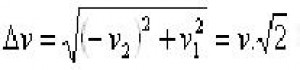 Δv = √((−v₂)² + v₁²) = v.√2